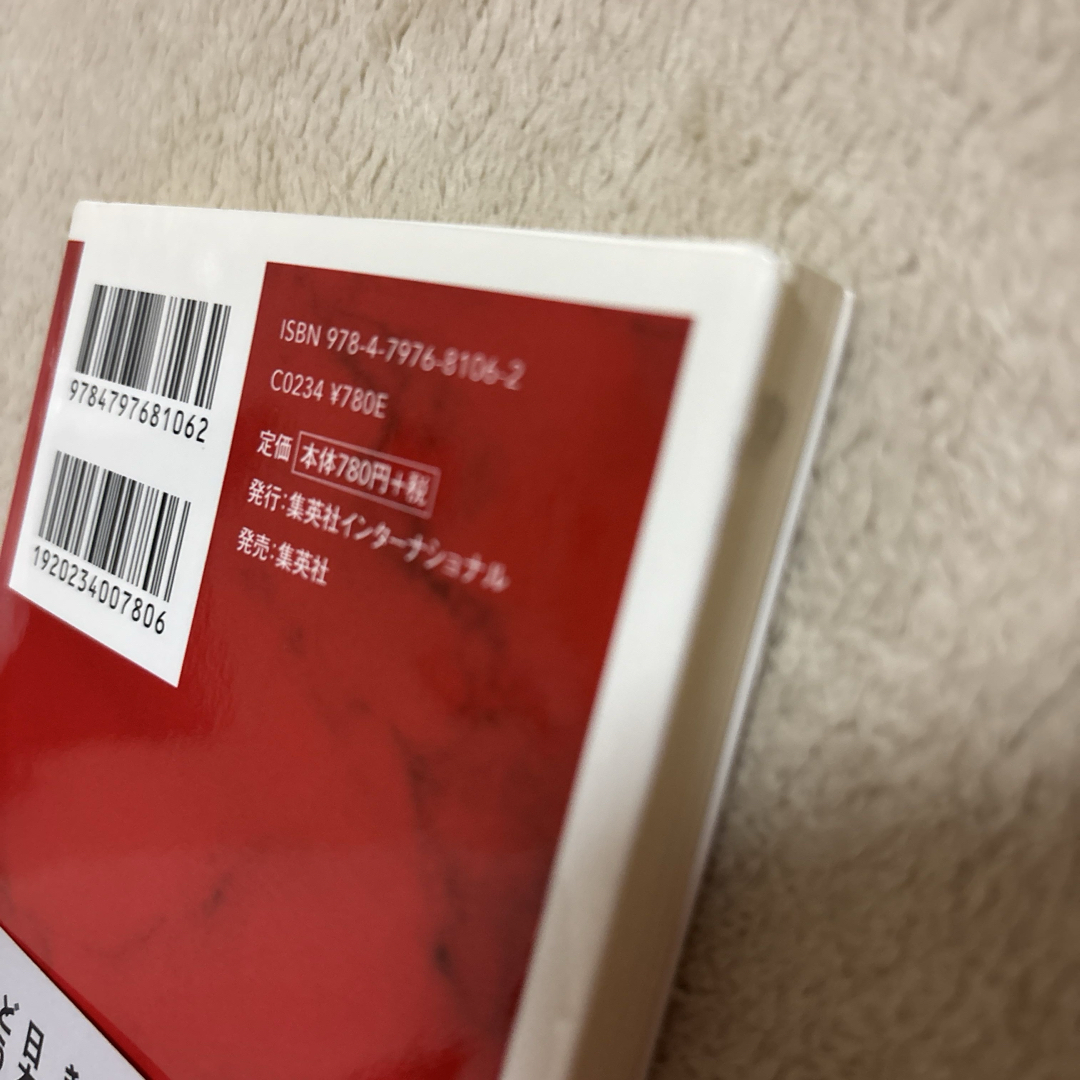 9784797681062
1920234007806
ISBN 978-4-7976-8106-2
C0234 ¥780E
定価 本体780円+税
発行:集英社インターナショナル
発売:集英社
ど
日